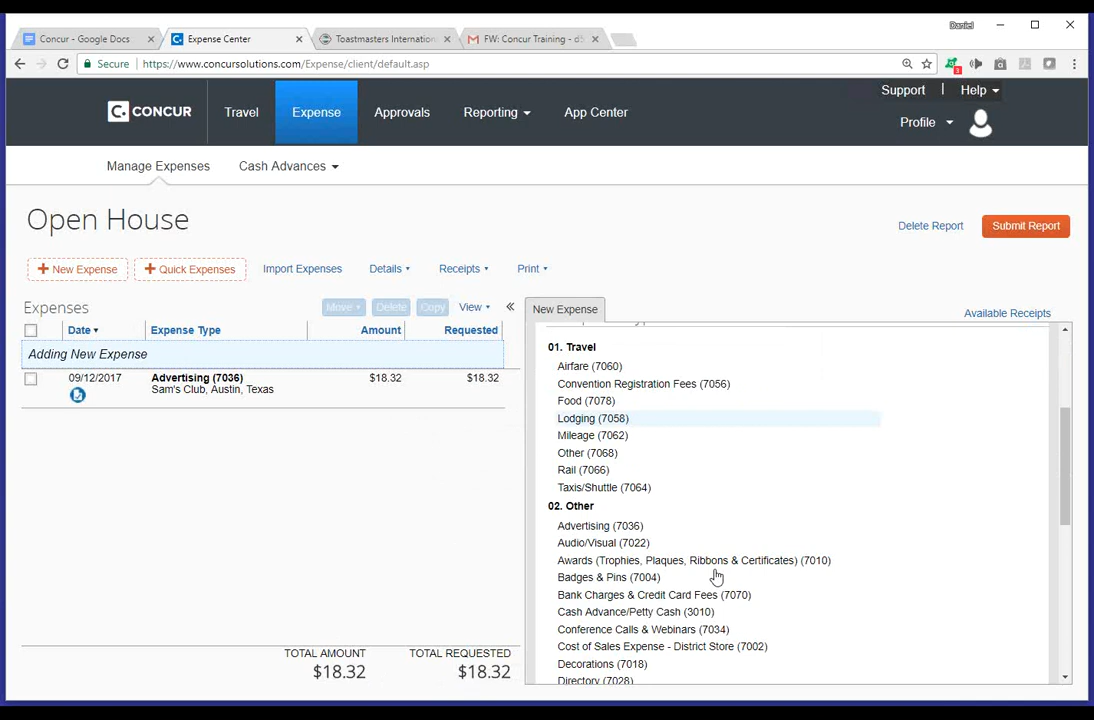 Daniel
Concur - Google Docs
Expense Center
Toastmasters Internation
FW: Concur Training - d5
Secure
https://www.concursolutions.com/Expense/client/default.asp
3
Support | Help
C. CONCUR
Travel
Expense
Approvals
Reporting
App Center
Profile
Manage Expenses
Cash Advances
Open House
Delete Report
Submit Report
+ New Expense
+ Quick Expenses
Import Expenses
Details
Receipts
Print
Expenses
Move
Delete
Copy
View
New Expense
Available Receipts
Date
Expense Type
Amount
Requested
Adding New Expense
09/12/2017
Advertising (7036)
$18.32
$18.32
Sam's Club, Austin, Texas
TOTAL AMOUNT
TOTAL REQUESTED
$18.32
$18.32
01. Travel
Airfare (7060)
Convention Registration Fees (7056)
Food (7078)
Lodging (7058)
Mileage (7062)
Other (7068)
Rail (7066)
Taxis/Shuttle (7064)
02. Other
Advertising (7036)
Audio/Visual (7022)
Awards (Trophies, Plaques, Ribbons & Certificates) (7010)
Badges & Pins (7004)
Bank Charges & Credit Card Fees (7070)
Cash Advance/Petty Cash (3010)
Conference Calls & Webinars (7034)
Cost of Sales Expense - District Store (7002)
Decorations (7018)
Directory (7028)